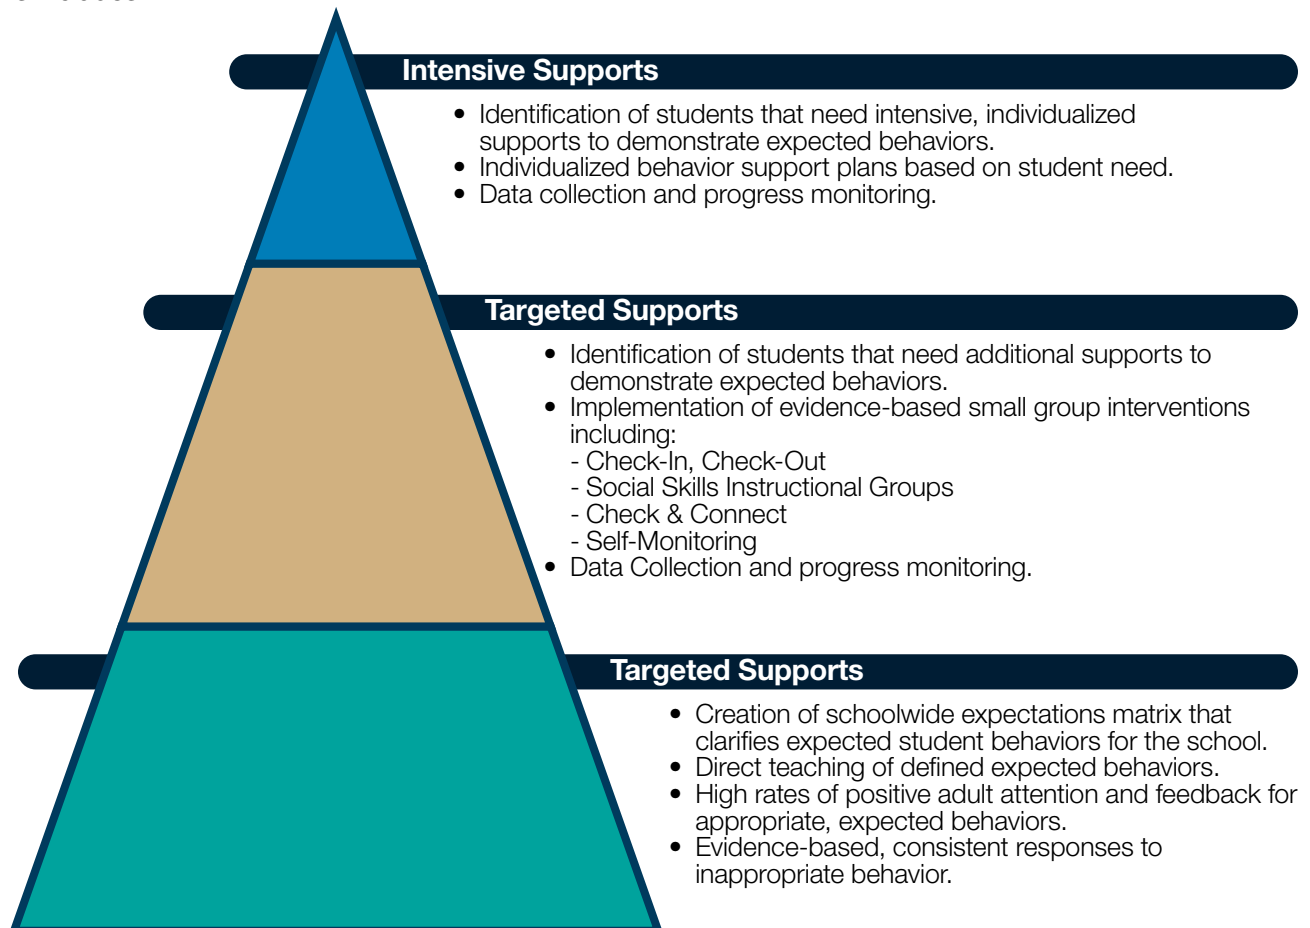 Intensive Supports
• Identification of students that need intensive, individualized
supports to demonstrate expected behaviors.
• Individualized behavior support plans based on student need.
• Data collection and progress monitoring.
Targeted Supports
• Identification of students that need additional supports to
demonstrate expected behaviors.
• Implementation of evidence-based small group interventions
including:
- Check-In, Check-Out
- Social Skills Instructional Groups
- Check & Connect
- Self-Monitoring
• Data Collection and progress monitoring.
Targeted Supports
• Creation of schoolwide expectations matrix that
clarifies expected student behaviors for the school.
• Direct teaching of defined expected behaviors.
• High rates of positive adult attention and feedback for
appropriate, expected behaviors.
• Evidence-based, consistent responses to
inappropriate behavior.